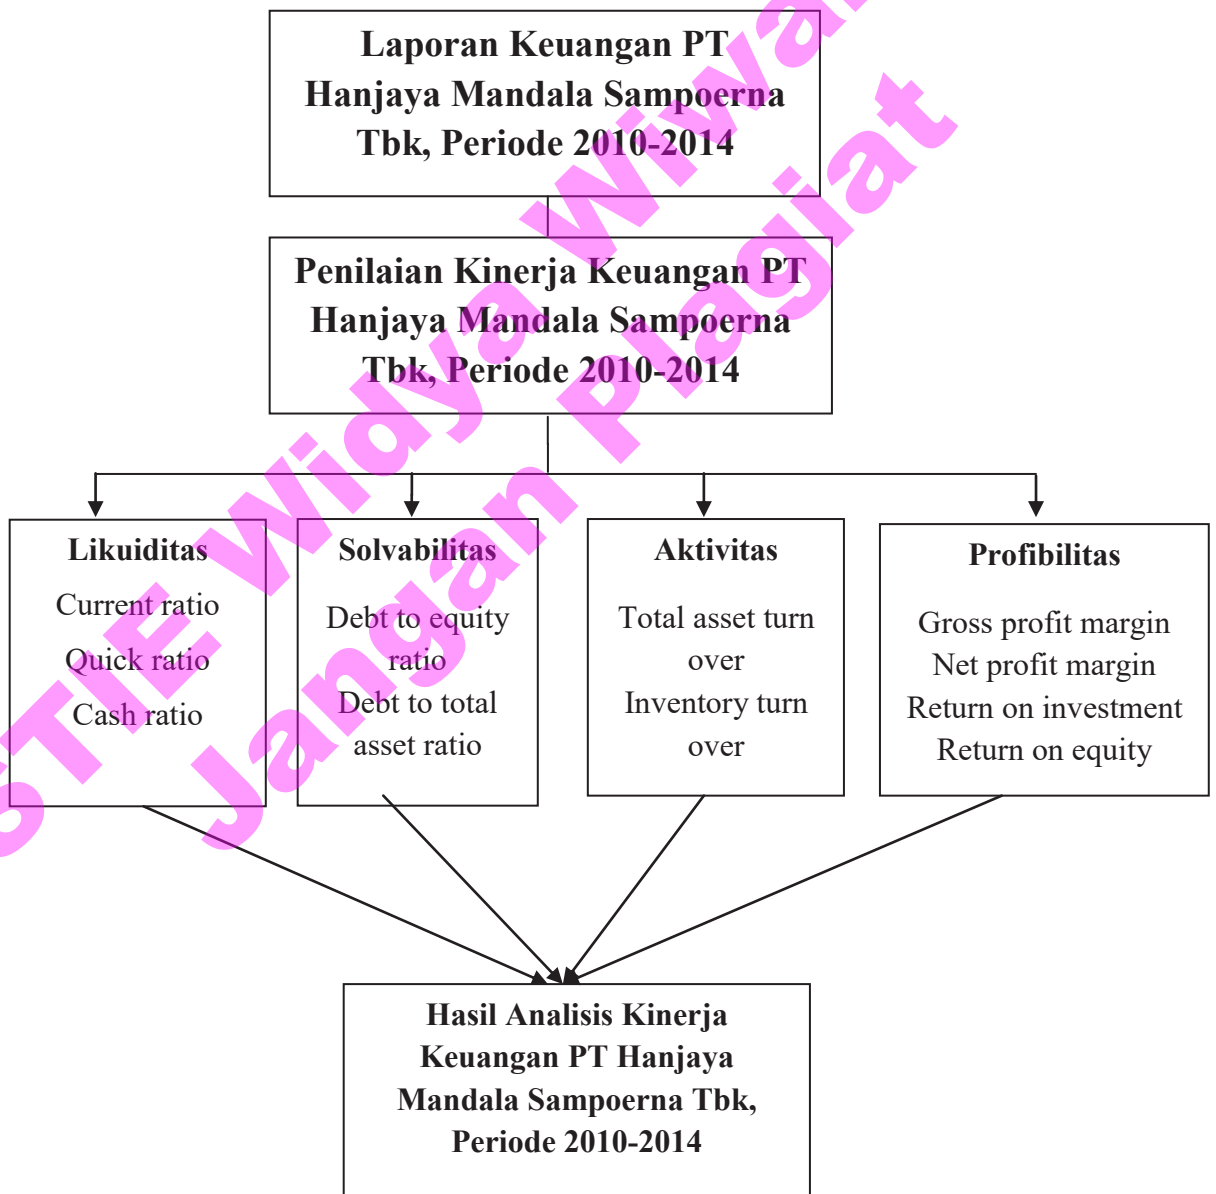 Laporan Keuangan PT
Hanjaya Mandala Sampoerna
Tbk, Periode 2010-2014
Penilaian Kinerja Keuangan PT
Hanjaya Mandala Sampoerna
Tbk, Periode 2010-2014
Likuiditas
Current ratio
Quick ratio
Cash ratio
Solvabilitas
Debt to equity
ratio
Debt to total
asset ratio
Aktivitas
Total asset turn
over
Inventory turn
over
Profibilitas
Gross profit margin
Net profit margin
Return on investment
Return on equity
Hasil Analisis Kinerja
Keuangan PT Hanjaya
Mandala Sampoerna Tbk,
Periode 2010-2014
STIE Widya Wiwa
Jangan Plagiat